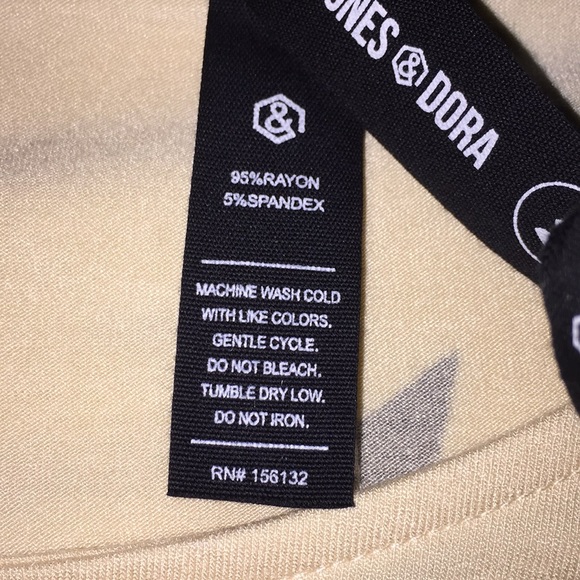 &
95%RAYON
5%SPANDEX
MACHINE WASH COLD
WITH LIKE COLORS.
GENTLE CYCLE.
DO NOT BLEACH.
TUMBLE DRY LOW.
DO NOT IRON.
RN# 156132
& DORA